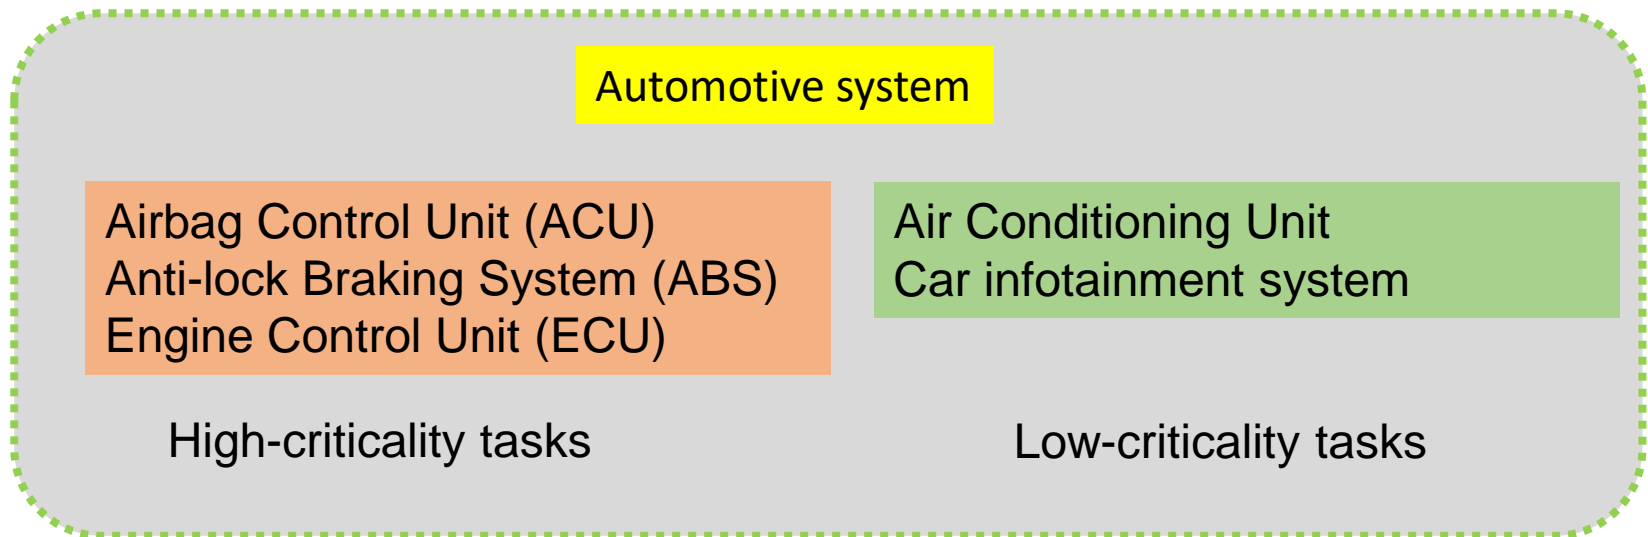 Automotive system
Airbag Control Unit (ACU)
Anti-lock Braking System (ABS)
Engine Control Unit (ECU)
Air Conditioning Unit
Car infotainment system
High-criticality tasks
Low-criticality tasks